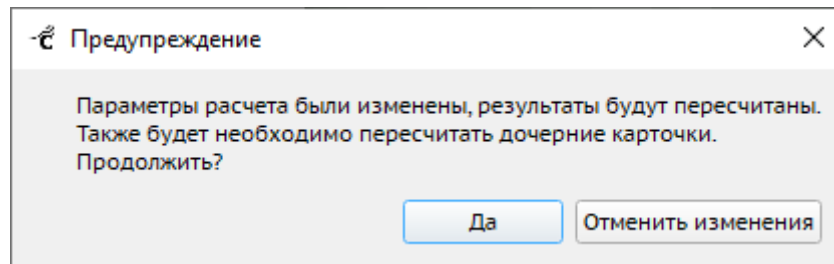 Предупреждение
Параметры расчета были изменены, результаты будут пересчитаны.
Также будет необходимо пересчитать дочерние карточки.
Продолжить?
Да
Отменить изменения